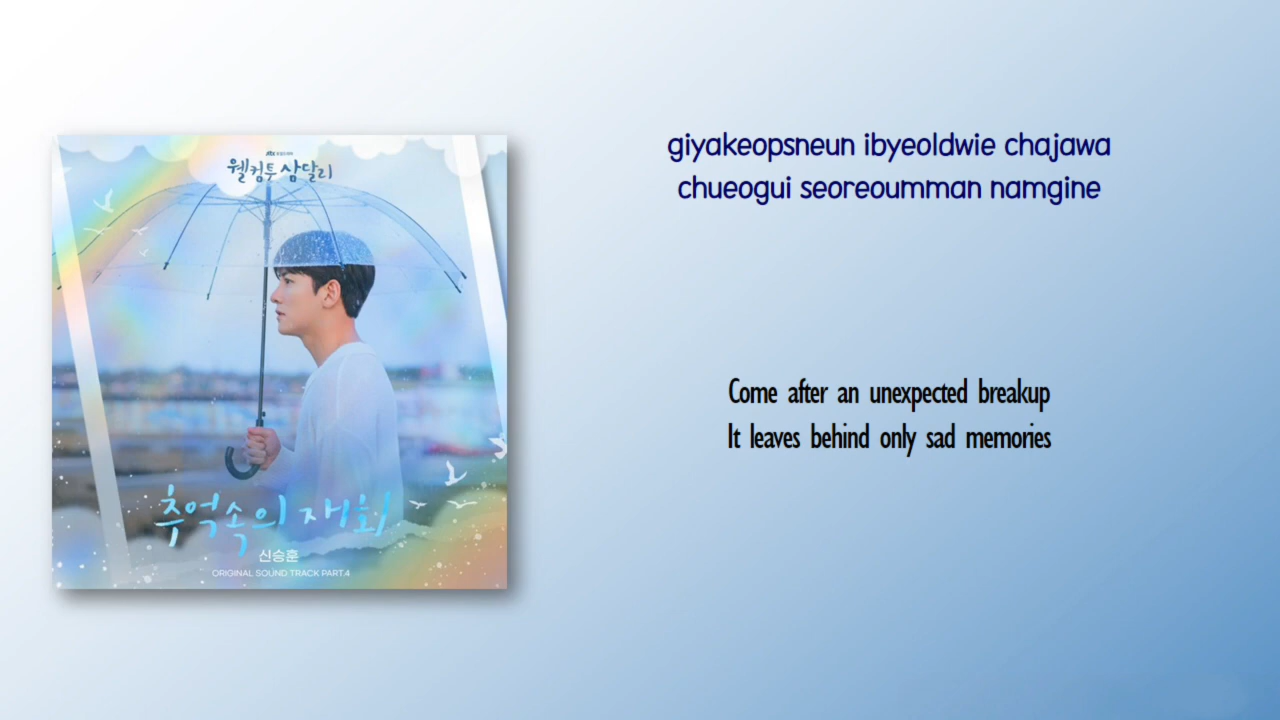 웰컴투 삼달리
추억속의 재회
신승훈
ORIGINAL SOUND TRACK PART.4
giyakeopsneun ibyeoldwie chajawa
chueogui seoreoumman namgine
Come after an unexpected breakup
It leaves behind only sad memories